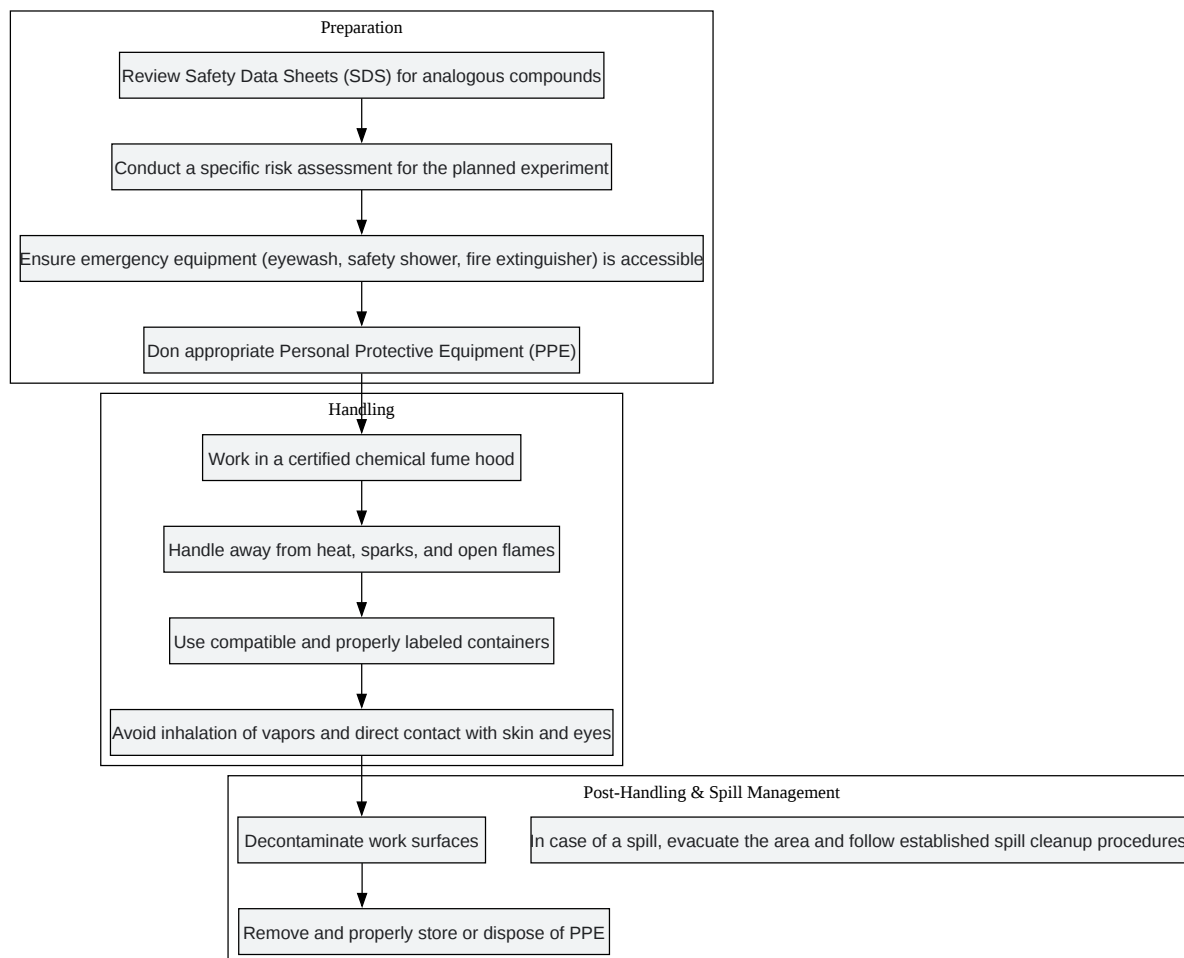 Preparation
Review Safety Data Sheets (SDS) for analogous compounds
Conduct a specific risk assessment for the planned experiment
Ensure emergency equipment (eyewash, safety shower, fire extinguisher) is accessible
Don appropriate Personal Protective Equipment (PPE)
Handling
Work in a certified chemical fume hood
Handle away from heat, sparks, and open flames
Use compatible and properly labeled containers
Avoid inhalation of vapors and direct contact with skin and eyes
Post-Handling & Spill Management
Decontaminate work surfaces
In case of a spill, evacuate the area and follow established spill cleanup procedures
Remove and properly store or dispose of PPE